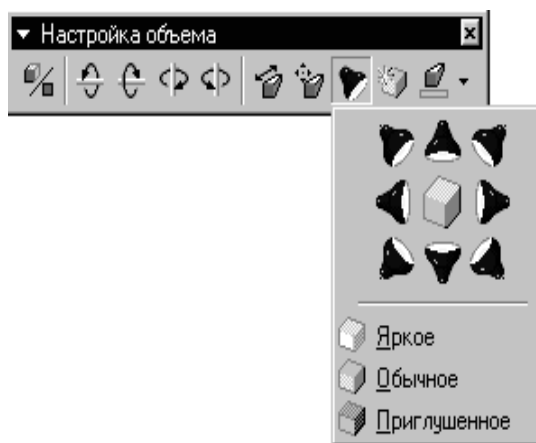 Настройка объема
Яркое
Обычное
Приглушенное